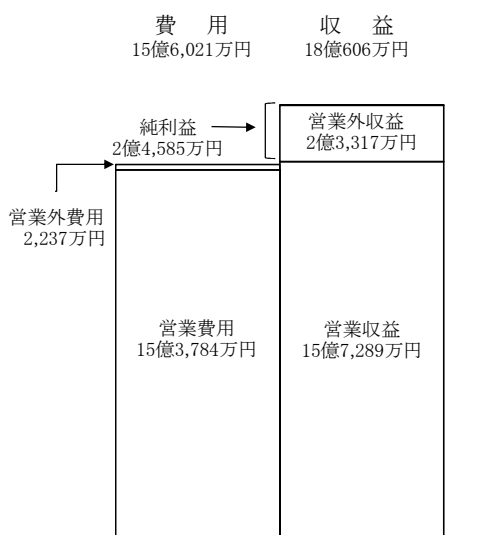 費　用
15億6,021万円
収　益
18億606万円
純利益
2億4,585万円
営業外収益
2億3,317万円
営業外費用
2,237万円
営業費用
15億3,784万円
営業収益
15億7,289万円